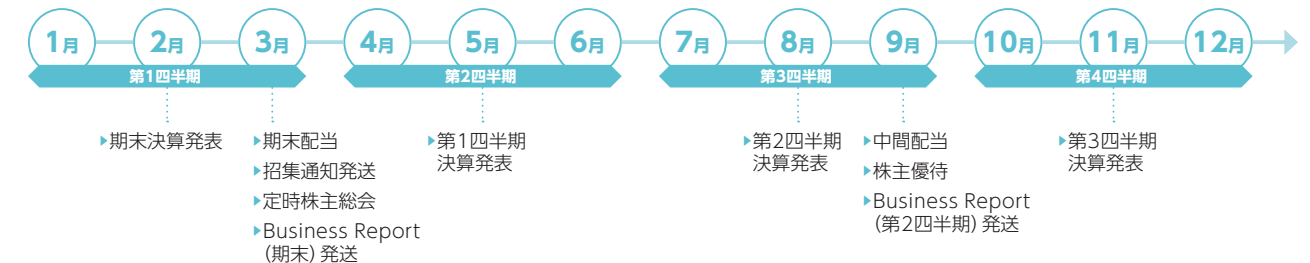 1月 2月 3月 4月 5月 6月 7月 8月 9月 10月 11月 12月
第1四半期 第2四半期 第3四半期 第4四半期
▶期末決算発表
▶期末配当
▶招集通知発送
▶定時株主総会
▶Business Report
(期末) 発送
▶第1四半期
決算発表
▶第2四半期
決算発表
▶中間配当
▶株主優待
▶Business Report
(第2四半期) 発送
▶第3四半期
決算発表